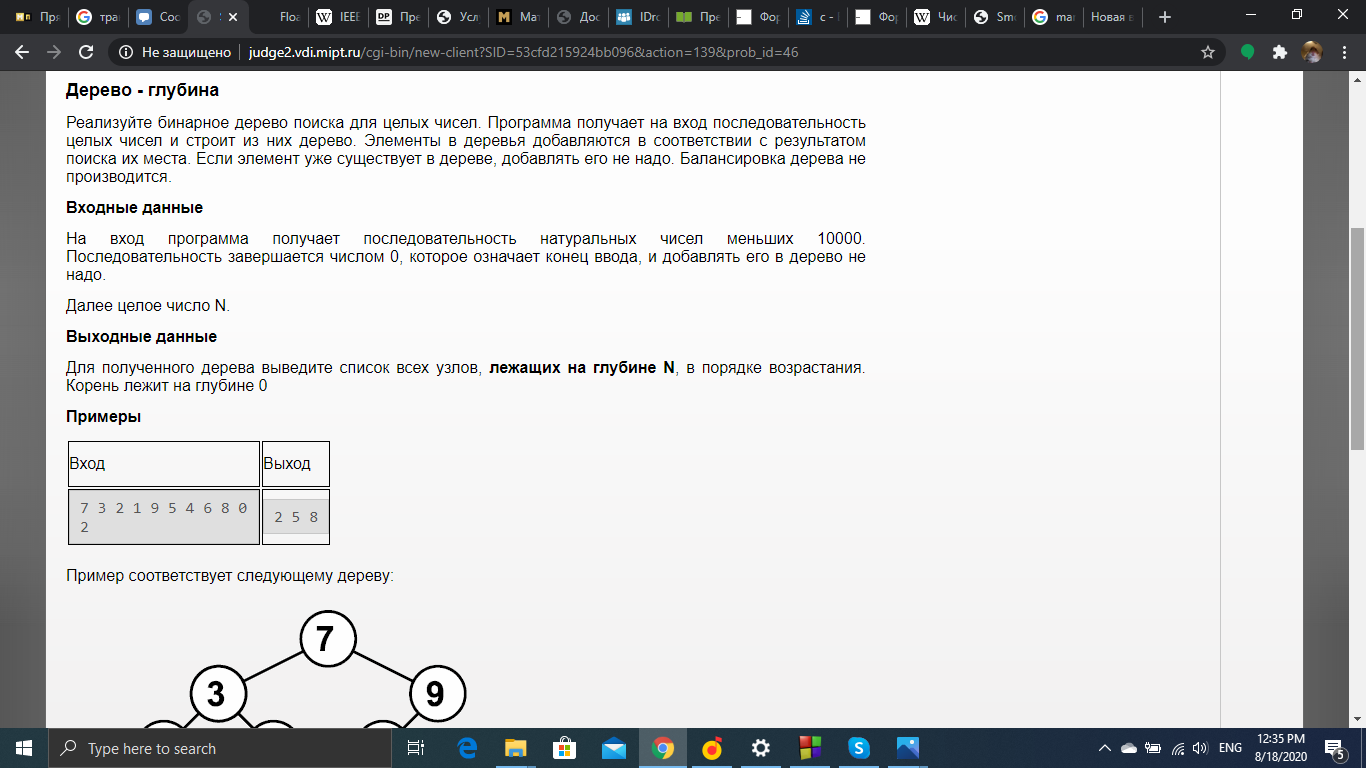 Пря
тра
Сос
Floa
IEEE
DP
Пре
Усл
Мат
Дос
IDro
Пре
Фор
c - 
Фор
Чис
Sm
ma
Новая в
Не защищено
judge2.vdi.mipt.ru/cgi-bin/new-client?SID=53cfd215924bb096&action=139&prob_id=46
Дерево - глубина
Реализуйте бинарное дерево поиска для целых чисел. Программа получает на вход последовательность
целых чисел и строит из них дерево. Элементы в деревья добавляются в соответствии с результатом
поиска их места. Если элемент уже существует в дереве, добавлять его не надо. Балансировка дерева не
производится.
Входные данные
На вход программа получает последовательность натуральных чисел меньших 10000.
Последовательность завершается числом 0, которое означает конец ввода, и добавлять его в дерево не
надо.
Далее целое число N.
Выходные данные
Для полученного дерева выведите список всех узлов, лежащих на глубине N, в порядке возрастания.
Корень лежит на глубине 0
Примеры
Вход Выход
7 3 2 1 9 5 4 6 8 0
2
2 5 8
Пример соответствует следующему дереву:
7
3 9
Type here to search
ENG
12:35 PM
8/18/2020
5